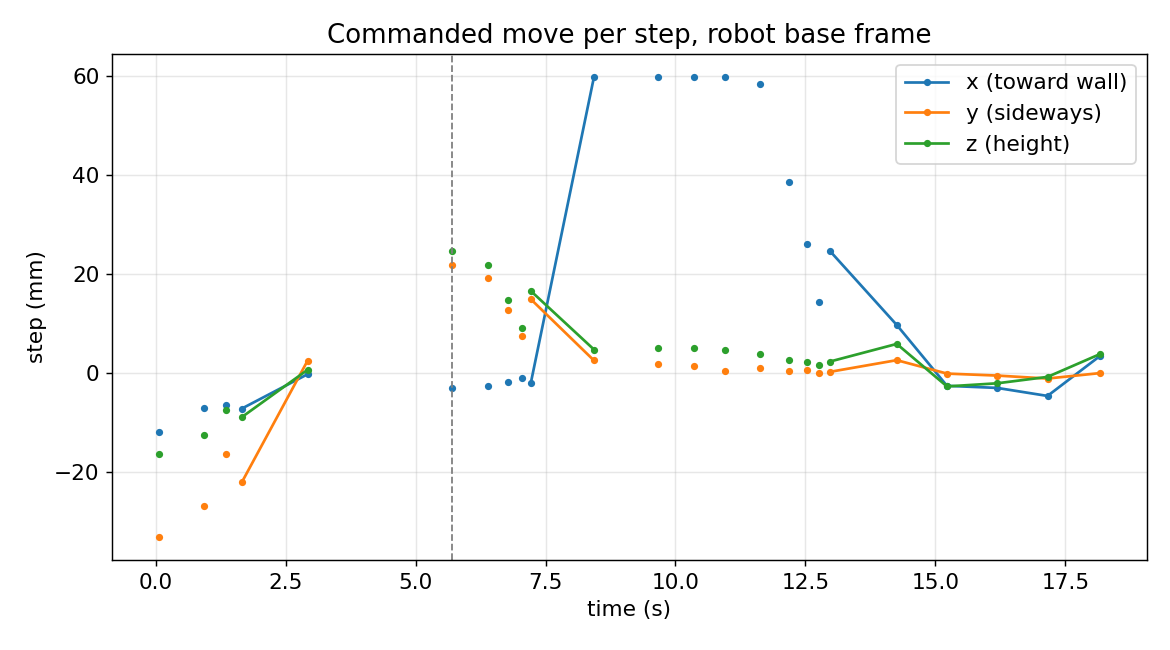 Commanded move per step, robot base frame
x (toward wall)
y (sideways)
z (height)
step (mm)
60
40
20
0
−20
0.0 2.5 5.0 7.5 10.0 12.5 15.0 17.5
time (s)